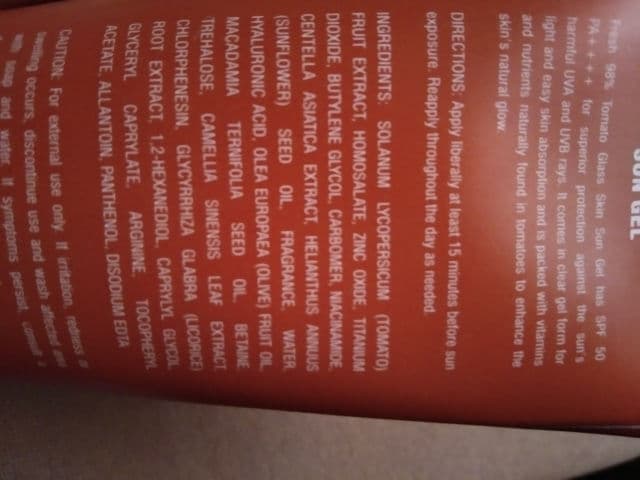 SUN GEL
Fresh 98% Tomato Glass Skin Sun Gel has SPF 50
PA++++ for superior protection against the sun's
harmful UVA and UVB rays. It comes in clear gel form for
light and easy skin absorption and is packed with vitamins
and nutrients naturally found in tomatoes to enhance the
skin's natural glow.
DIRECTIONS: Apply liberally at least 15 minutes before sun
exposure. Reapply throughout the day as needed.
INGREDIENTS: SOLANUM LYCOPERSICUM (TOMATO)
FRUIT EXTRACT, HOMOSALATE, ZINC OXIDE, TITANIUM
DIOXIDE, BUTYLENE GLYCOL, CARBOMER, NIACINAMIDE,
CENTELLA ASIATICA EXTRACT, HELIANTHUS ANNUUS
(SUNFLOWER) SEED OIL, FRAGRANCE, WATER,
HYALURONIC ACID, OLEA EUROPAEA (OLIVE) FRUIT OIL,
MACADAMIA TERNIFOLIA SEED OIL, BETAINE
TREHALOSE, CAMELLIA SINENSIS LEAF EXTRACT,
CHLORPHENESIN, GLYCYRRHIZA GLABRA (LICORICE)
ROOT EXTRACT, 1,2-HEXANEDIOL, CAPRYLYL GLYCOL
GLYCERYL CAPRYLATE, ARGININE, TOCOPHERYL
ACETATE, ALLANTOIN, PANTHENOL, DISODIUM EDTA
CAUTION: For external use only. If irritation, redness or
swelling occurs, discontinue use and wash affected area
with soap and water. If symptoms persist, consult a